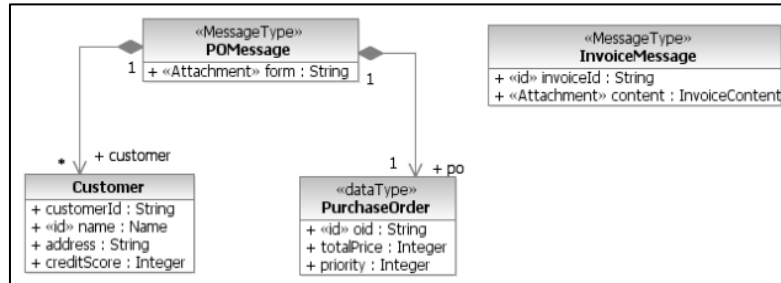 «MessageType»
POMessage
+ «Attachment» form : String
1
1
* + customer
Customer
+ customerId : String
+ «id» name : Name
+ address : String
+ creditScore : Integer
1 + po
«dataType»
PurchaseOrder
+ «id» oid : String
+ totalPrice : Integer
+ priority : Integer
«MessageType»
InvoiceMessage
+ «id» invoiceId : String
+ «Attachment» content : InvoiceContent